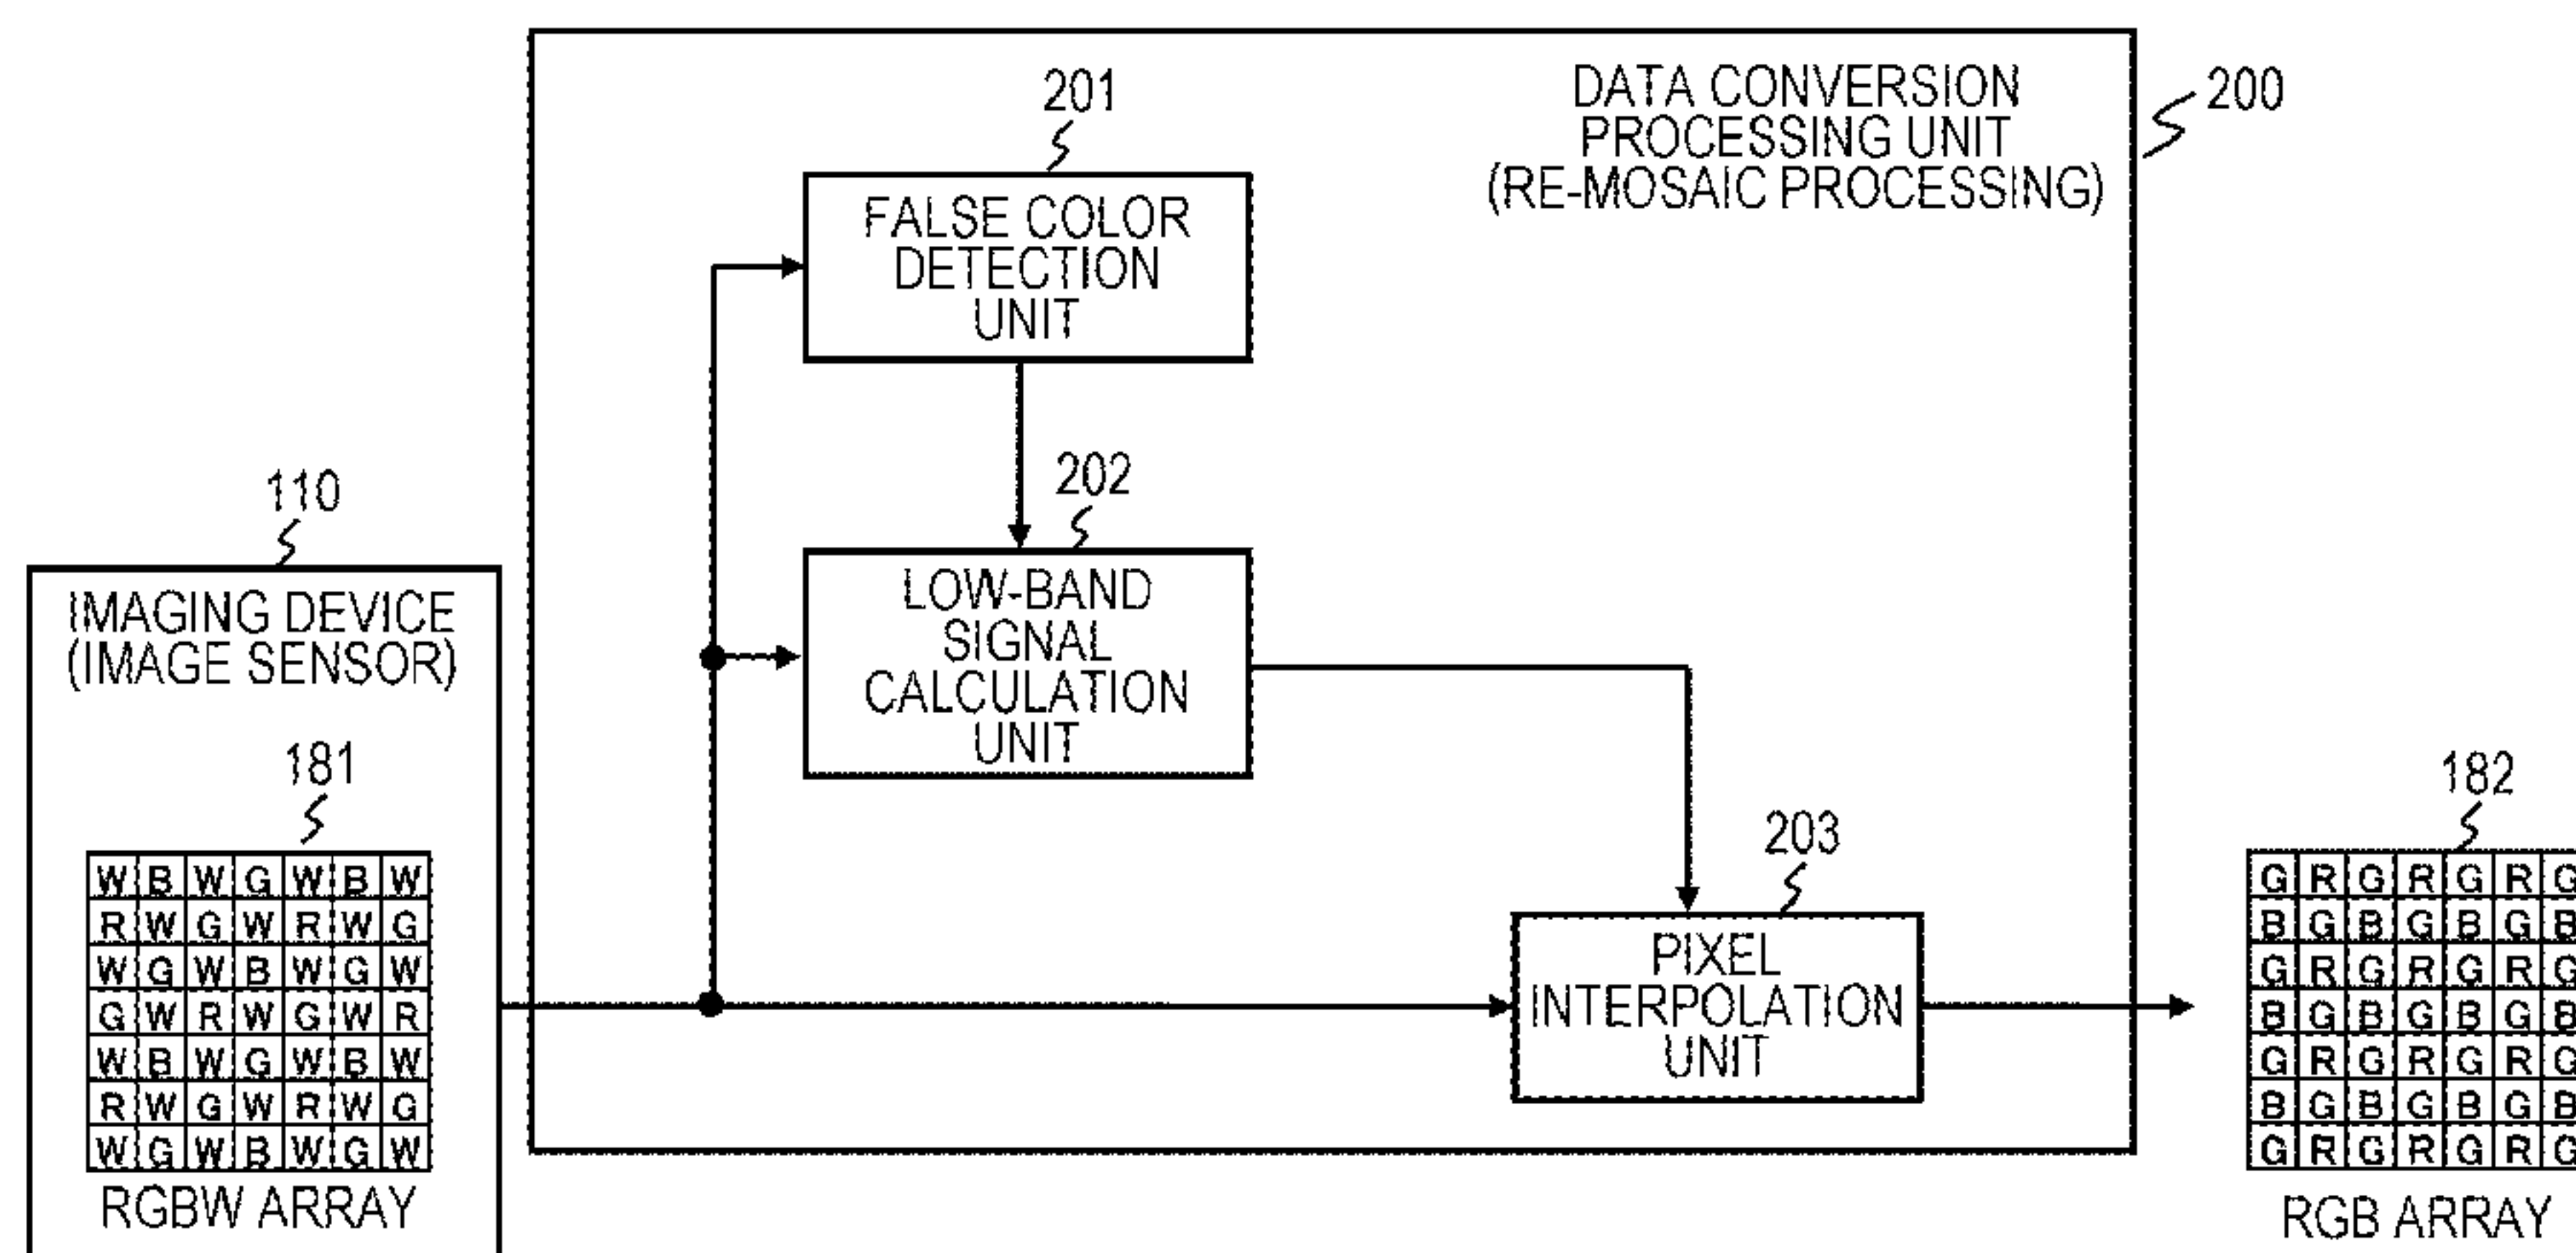 DATA CONVERSION
PROCESSING UNIT
(RE-MOSAIC PROCESSING)
200
201
FALSE COLOR
DETECTION
UNIT
202
LOW-BAND
SIGNAL
CALCULATION
UNIT
110
IMAGING DEVICE
(IMAGE SENSOR)
181
W B W G W B W
R W G W R W G
W G W B W G W
G W R W G W R
W B W G W B W
R W G W R W G
W G W B W G W
RGBW ARRAY
203
PIXEL
INTERPOLATION
UNIT
182
G R G R G R G
B G B G B G B
G R G R G R G
B G B G B G B
G R G R G R G
B G B G B G B
G R G R G R G
RGB ARRAY